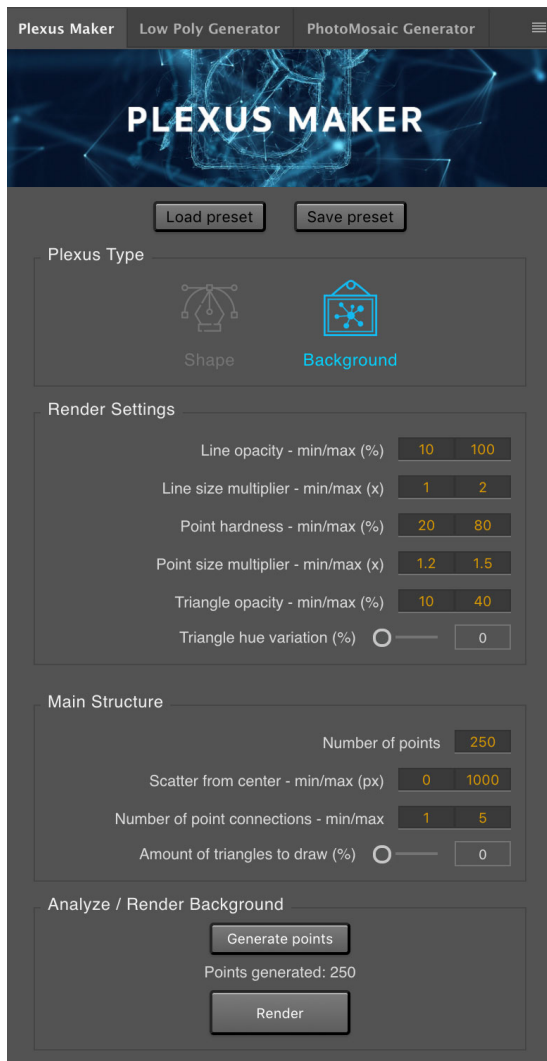 Plexus Maker Low Poly Generator PhotoMosaic Generator
PLEXUS MAKER
Load preset Save preset
Plexus Type
Shape Background
Render Settings
Line opacity - min/max (%) 10 100
Line size multiplier - min/max (x) 1 2
Point hardness - min/max (%) 20 80
Point size multiplier - min/max (x) 1.2 1.5
Triangle opacity - min/max (%) 10 40
Triangle hue variation (%) 0
Main Structure
Number of points 250
Scatter from center - min/max (px) 0 1000
Number of point connections - min/max 1 5
Amount of triangles to draw (%) 0
Analyze / Render Background
Generate points
Points generated: 250
Render